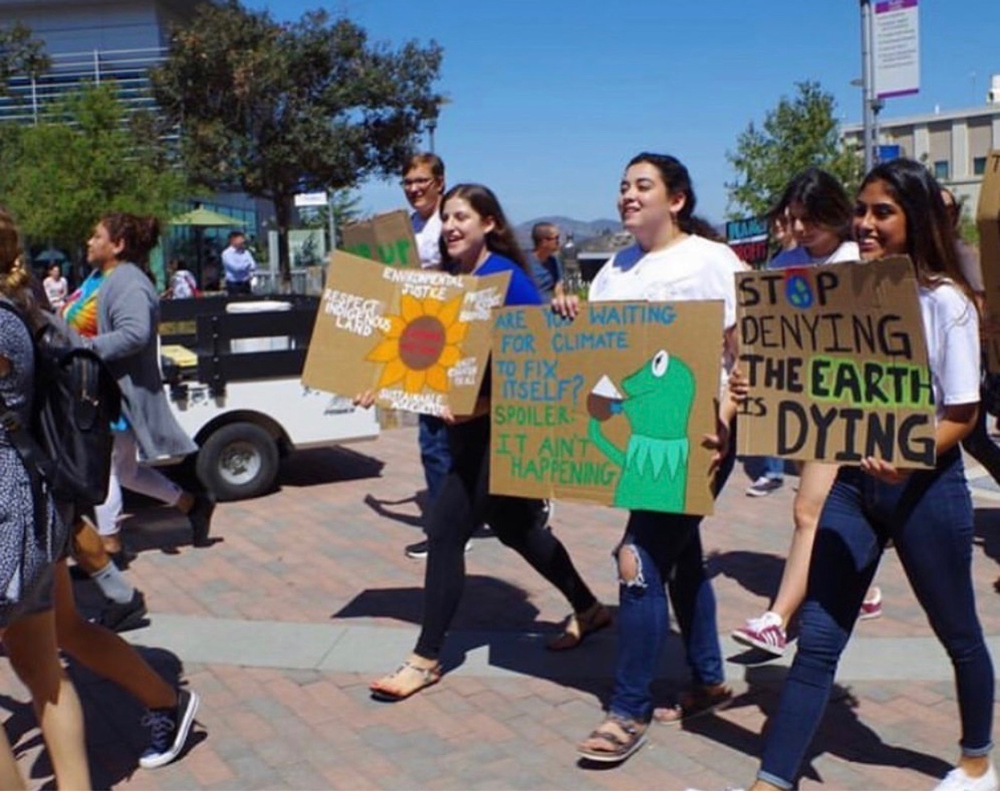 ENVIRONMENTAL
JUSTICE
RESPECT
INDIGENOUS
LAND
SUSTAINABLE
ARE YOU WAITING
FOR CLIMATE
TO FIX
ITSELF?
SPOILER:
IT AIN'T
HAPPENING
STOP
DENYING
THE EARTH
IS DYING